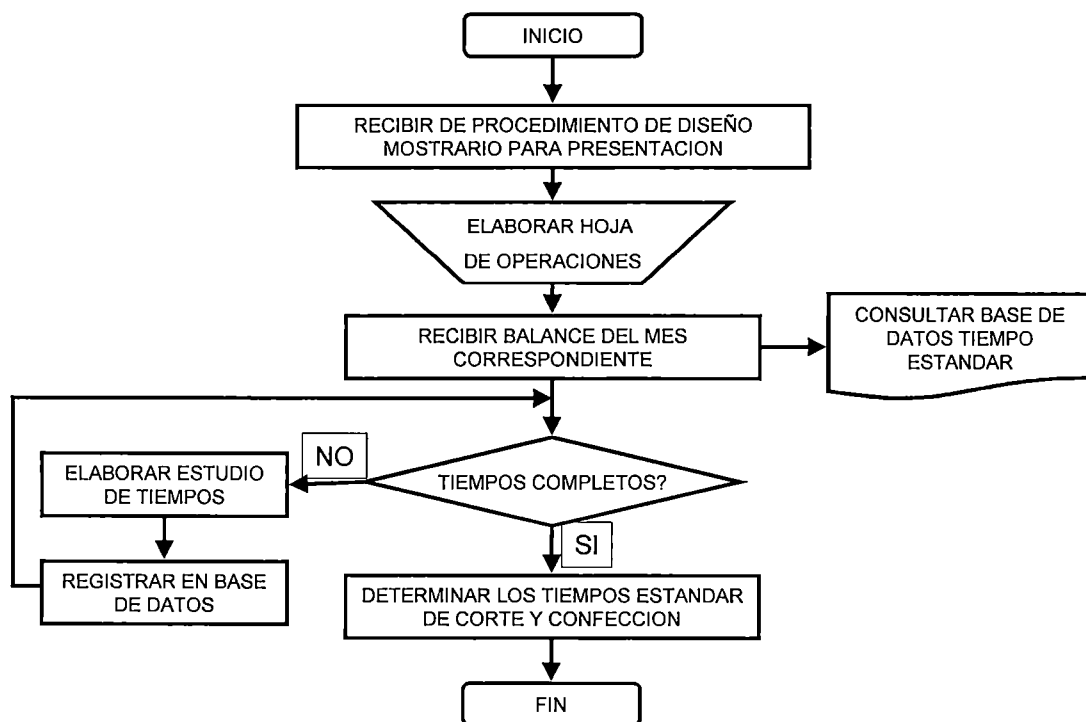 INICIO
RECIBIR DE PROCEDIMIENTO DE DISEÑO
MOSTRARIO PARA PRESENTACION
ELABORAR HOJA
DE OPERACIONES
RECIBIR BALANCE DEL MES
CORRESPONDIENTE
CONSULTAR BASE DE
DATOS TIEMPO
ESTANDAR
TIEMPOS COMPLETOS?
NO
ELABORAR ESTUDIO
DE TIEMPOS
REGISTRAR EN BASE
DE DATOS
SI
DETERMINAR LOS TIEMPOS ESTANDAR
DE CORTE Y CONFECCION
FIN